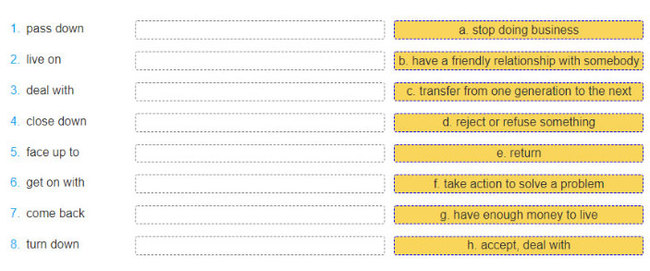 1. pass down a. stop doing business
2. live on b. have a friendly relationship with somebody
3. deal with c. transfer from one generation to the next
4. close down d. reject or refuse something
5. face up to e. return
6. get on with f. take action to solve a problem
7. come back g. have enough money to live
8. turn down h. accept, deal with